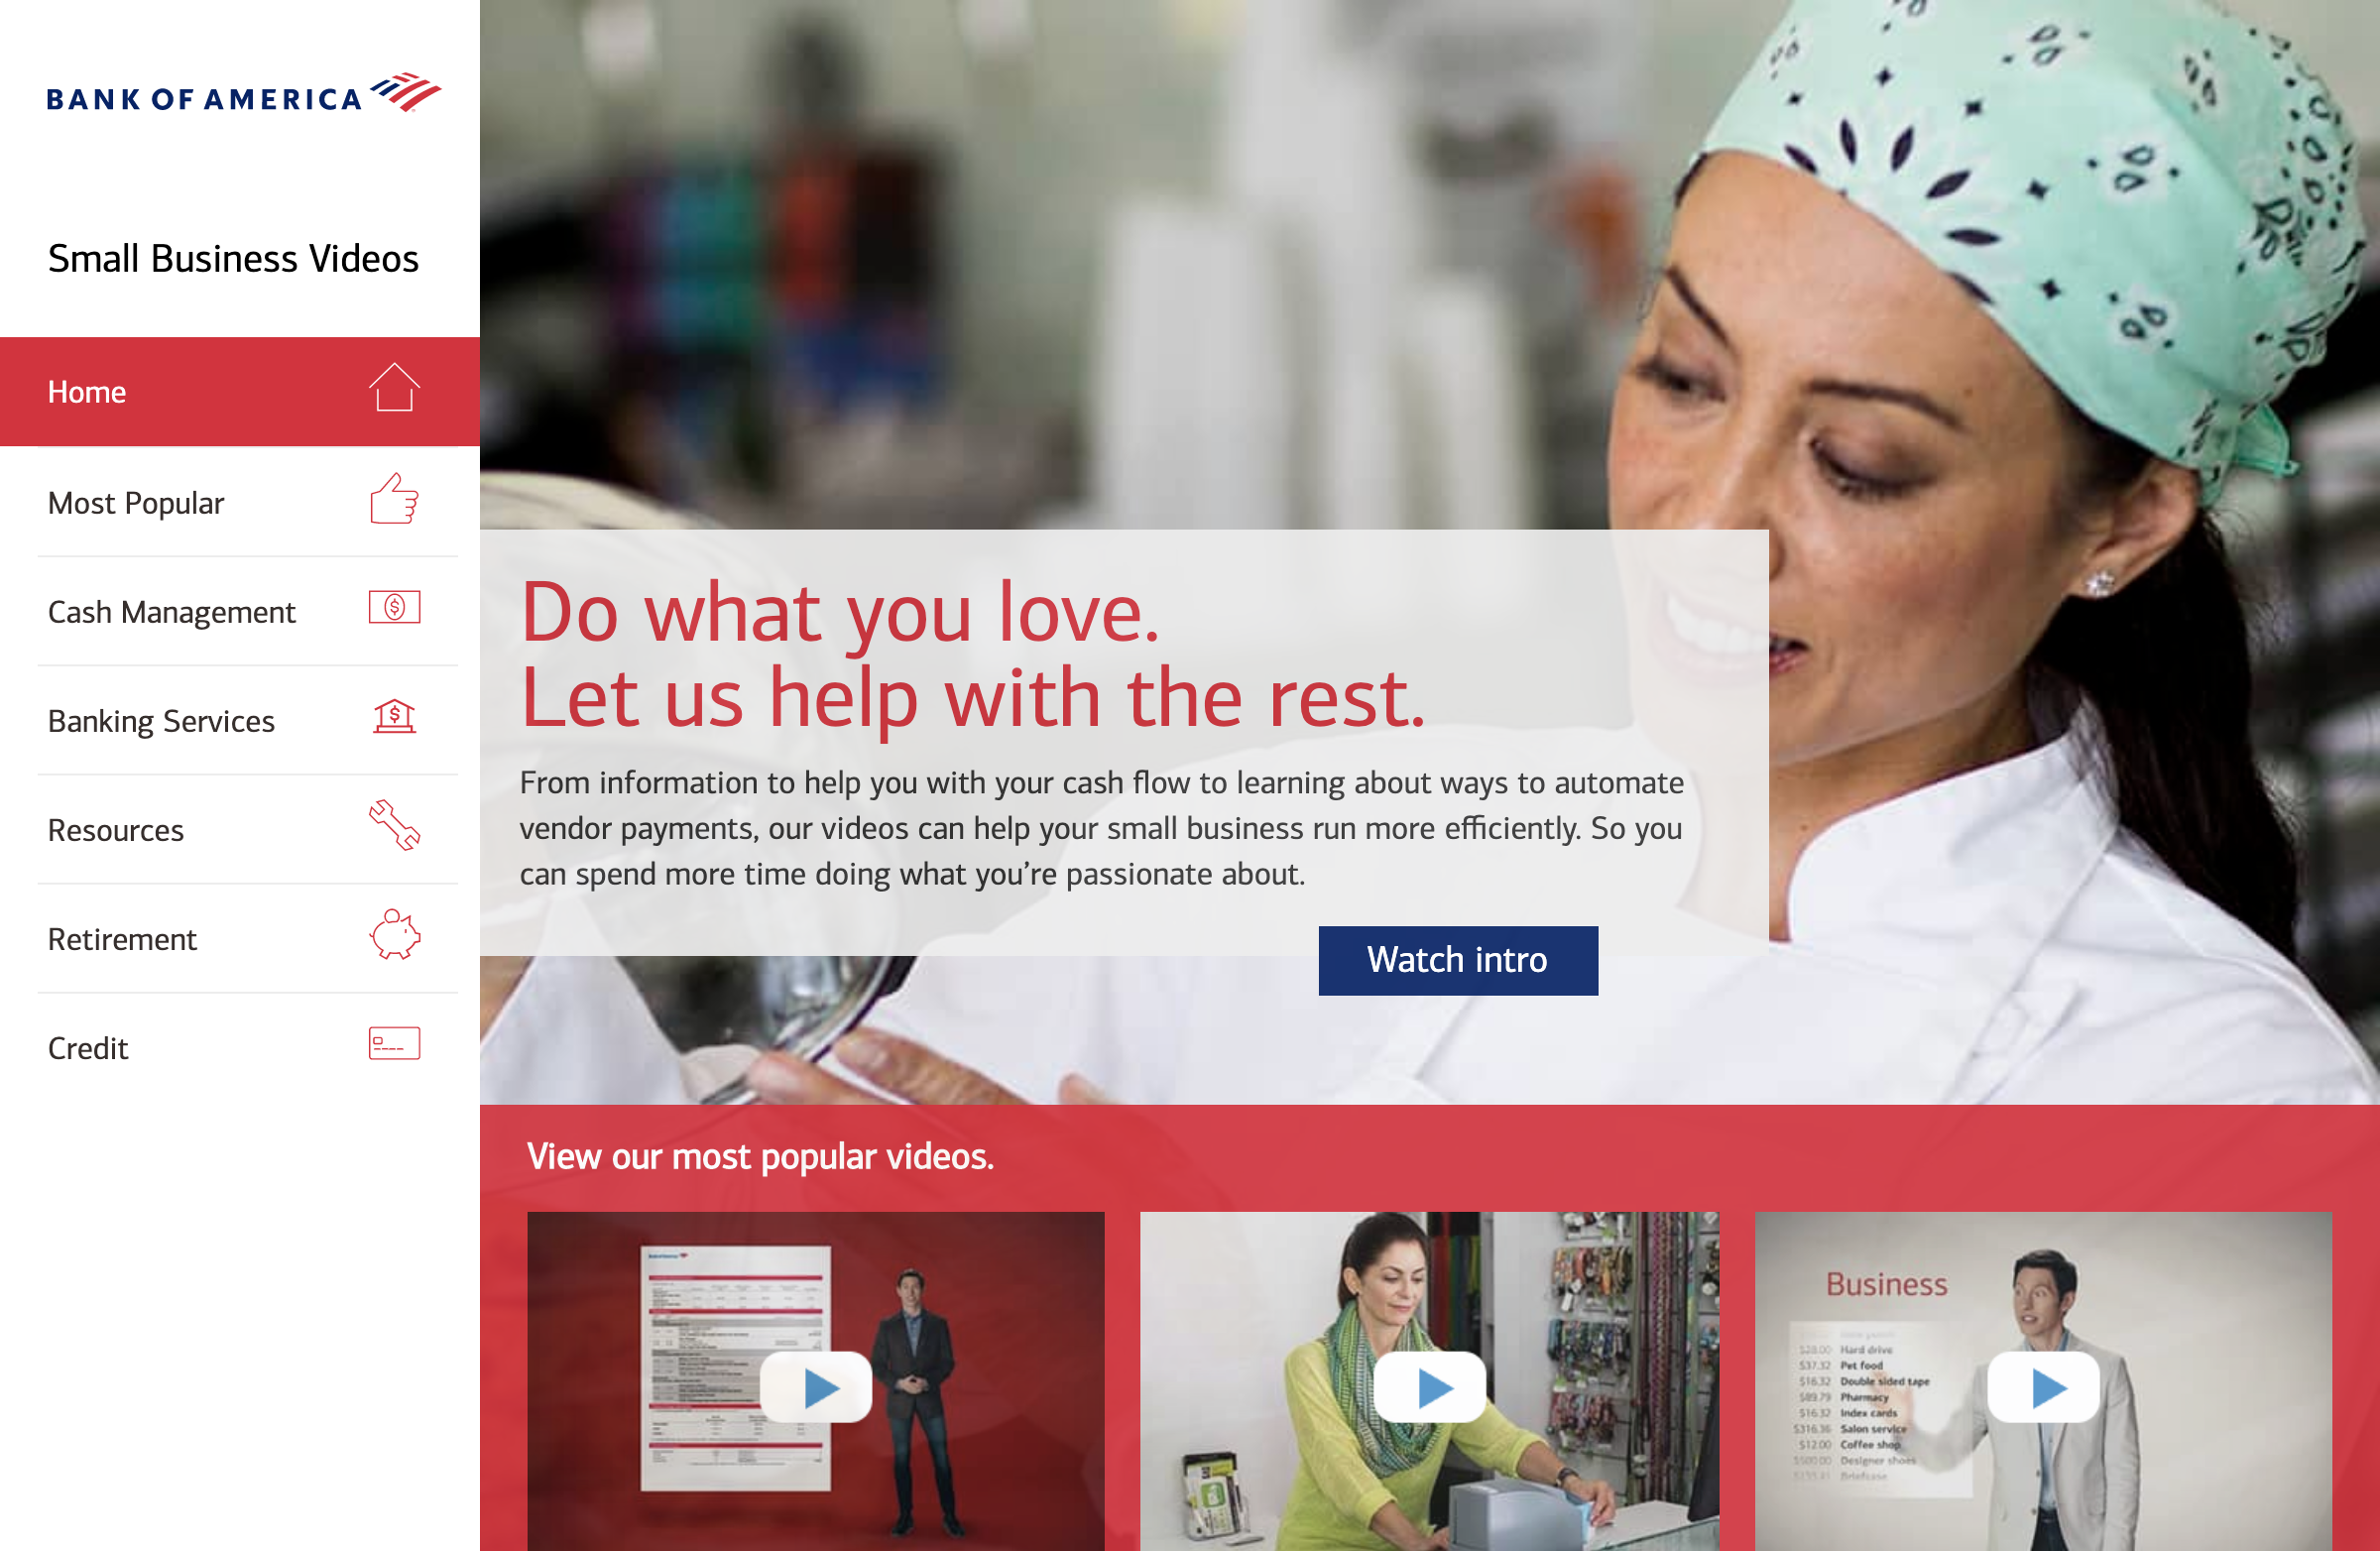 BANK OF AMERICA
Small Business Videos
Home
Most Popular
Cash Management
Banking Services
Resources
Retirement
Credit
Do what you love.
Let us help with the rest.
From information to help you with your cash flow to learning about ways to automate
vendor payments, our videos can help your small business run more efficiently. So you
can spend more time doing what you’re passionate about.
Watch intro
View our most popular videos.
Business
$28.00 Hard drive
$37.32 Pet food
$16.32 Double sided tape
$89.79 Pharmacy
$16.32 Index cards
$316.36 Salon service
$12.00 Coffee shop
$500.00 Designer shoes
Briefcase